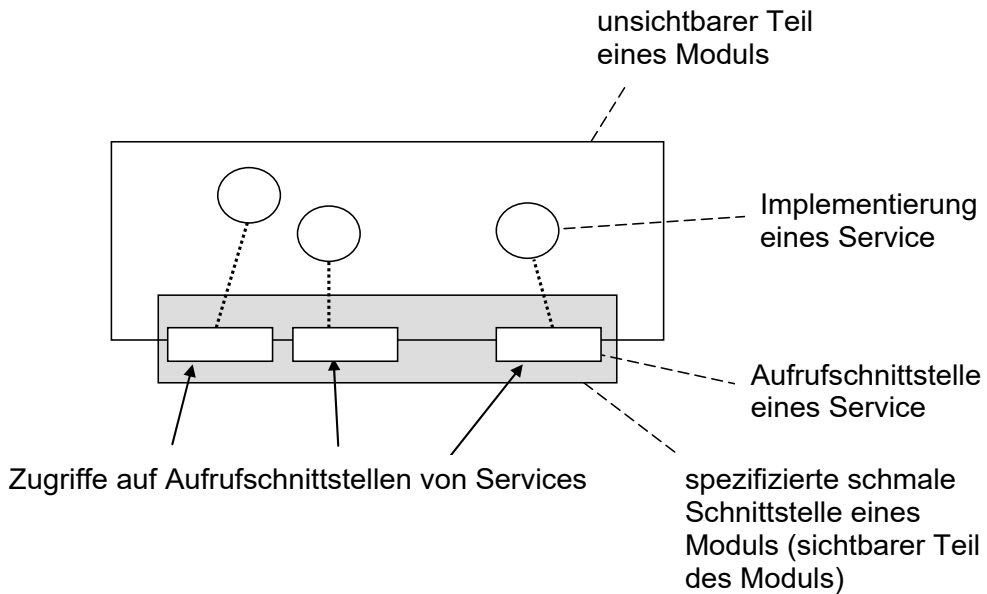 unsichtbarer Teil
eines Moduls
Implementierung
eines Service
Aufrufschnittstelle
eines Service
Zugriffe auf Aufrufschnittstellen von Services
spezifizierte schmale
Schnittstelle eines
Moduls (sichtbarer Teil
des Moduls)